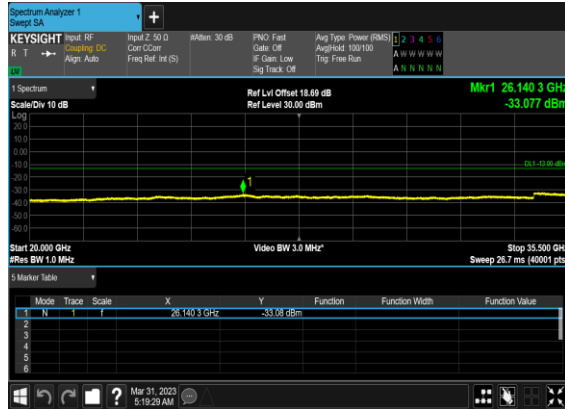 Spectrum Analyzer 1
Swept SA
+
KEYSIGHT Input: RF Input Z: 50 Ω #Atten: 30 dB PNO: Fast Avg Type: Power (RMS) 1 2 3 4 5 6
R T Coupling: DC Corr CCorr Gate: Off Avg|Hold: 100/100 A W W W W W
Align: Auto Freq Ref: Int (S) IF Gain: Low Trig: Free Run
Sig Track: Off A N N N N N
1 Spectrum Ref Lvl Offset 18.69 dB Mkr1 26.140 3 GHz
Scale/Div 10 dB Ref Level 30.00 dBm -33.077 dBm
Log
20.0
10.0
0.00
-10.0 DL1 -13.00 dBm
-20.0
-30.0 1
-40.0
-50.0
-60.0
Start 20.000 GHz Video BW 3.0 MHz* Stop 35.500 GHz
#Res BW 1.0 MHz Sweep 26.7 ms (40001 pts)
5 Marker Table
Mode Trace Scale X Y Function Function Width Function Value
1 N 1 f 26.140 3 GHz -33.08 dBm
2
3
4
5
6
? Mar 31, 2023
5:19:29 AM